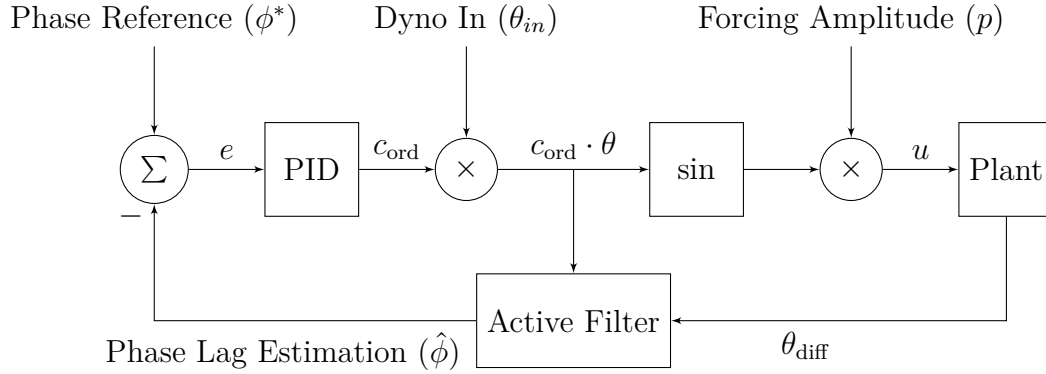 Phase Reference (ϕ*)
Dyno In (θ_in)
Forcing Amplitude (p)
Σ
e
PID
c_ord
×
c_ord · θ
sin
×
u
Plant
−
Active Filter
Phase Lag Estimation (ϕ̂)
θ_diff